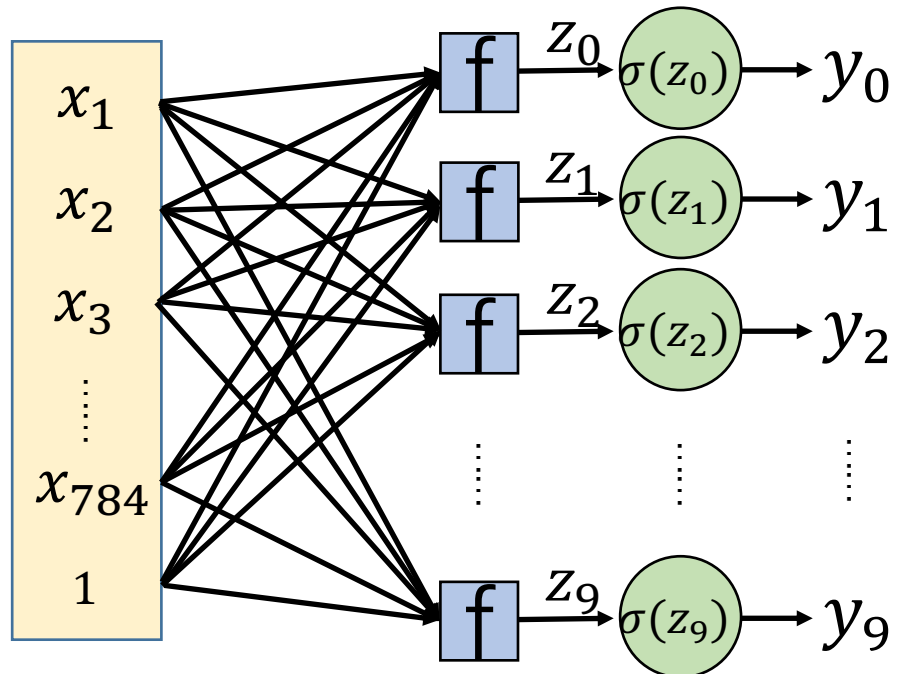 x₁ f z₀ σ(z₀) y₀
x₂ f z₁ σ(z₁) y₁
x₃ f z₂ σ(z₂) y₂
x₇₈₄
1 f z₉ σ(z₉) y₉